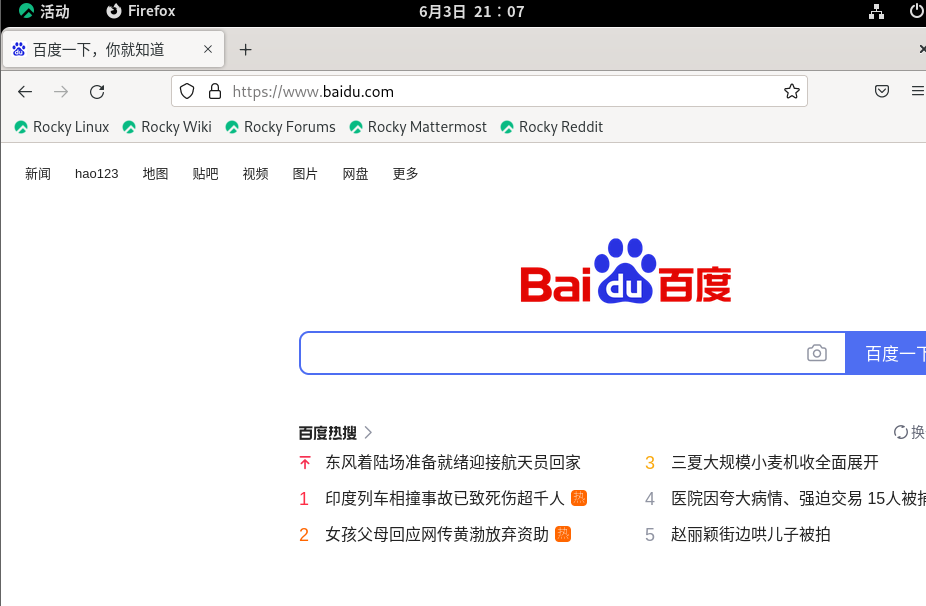 活动 Firefox 6月3日 21:07
百度一下，你就知道
https://www.baidu.com
Rocky Linux Rocky Wiki Rocky Forums Rocky Mattermost Rocky Reddit
新闻 hao123 地图 贴吧 视频 图片 网盘 更多
Bai du 百度
百度一下
百度热搜 换
东风着陆场准备就绪迎接航天员回家
3 三夏大规模小麦机收全面展开
1 印度列车相撞事故已致死伤超千人 热
4 医院因夸大病情、强迫交易 15人被捕
2 女孩父母回应网传黄渤放弃资助 热
5 赵丽颖街边哄儿子被拍